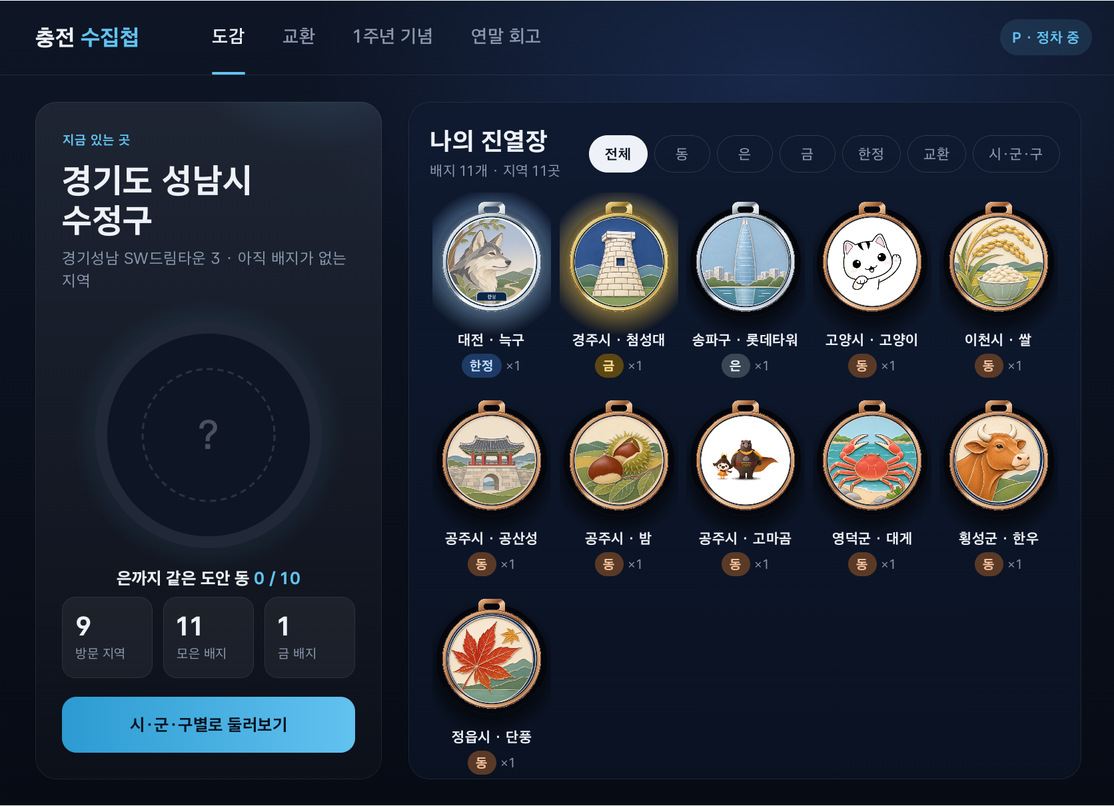 충전 수집첩
도감
교환
1주년 기념
연말 회고
P · 정차 중
지금 있는 곳
경기도 성남시
수정구
경기성남 SW드림타운 3 · 아직 배지가 없는
지역
?
은까지 같은 도안 동 0 / 10
9
방문 지역
11
모은 배지
1
금 배지
시·군·구별로 둘러보기
나의 진열장
배지 11개 · 지역 11곳
전체
동
은
금
한정
교환
시·군·구
대전 · 늑구
한정 ×1
경주시 · 첨성대
금 ×1
송파구 · 롯데타워
은 ×1
고양시 · 고양이
동 ×1
이천시 · 쌀
동 ×1
공주시 · 공산성
동 ×1
공주시 · 밤
동 ×1
공주시 · 고마곰
동 ×1
영덕군 · 대게
동 ×1
횡성군 · 한우
동 ×1
정읍시 · 단풍
동 ×1